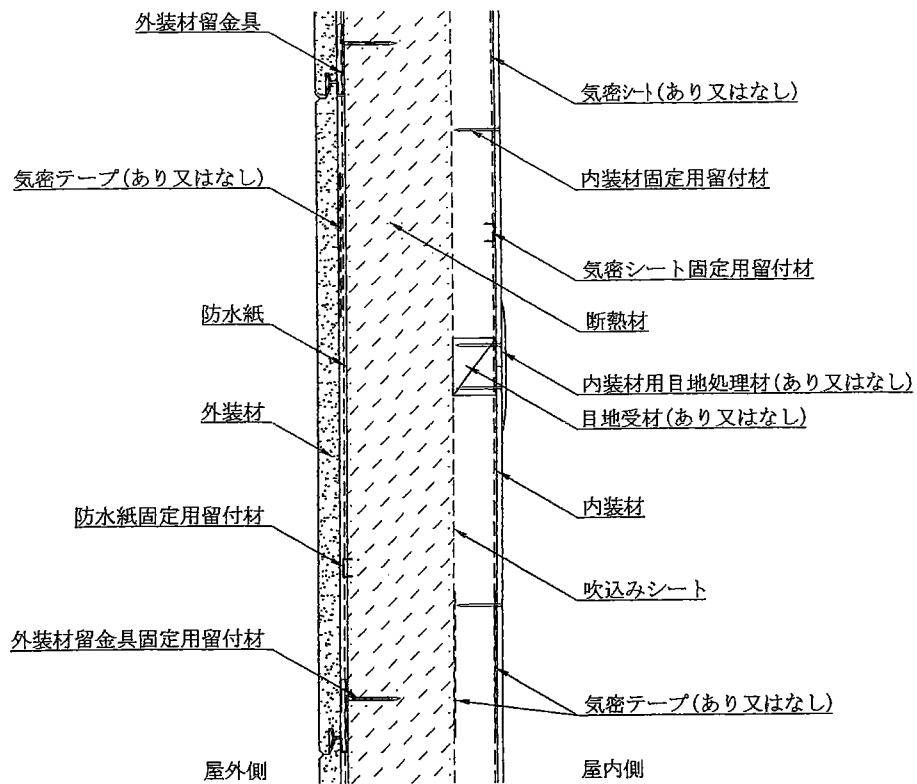 外装材留金具
気密シート(あり又はなし)
内装材固定用留付材
気密テープ(あり又はなし)
気密シート固定用留付材
防水紙
断熱材
内装材用目地処理材(あり又はなし)
外装材
目地受材(あり又はなし)
内装材
防水紙固定用留付材
吹込みシート
外装材留金具固定用留付材
気密テープ(あり又はなし)
屋外側
屋内側